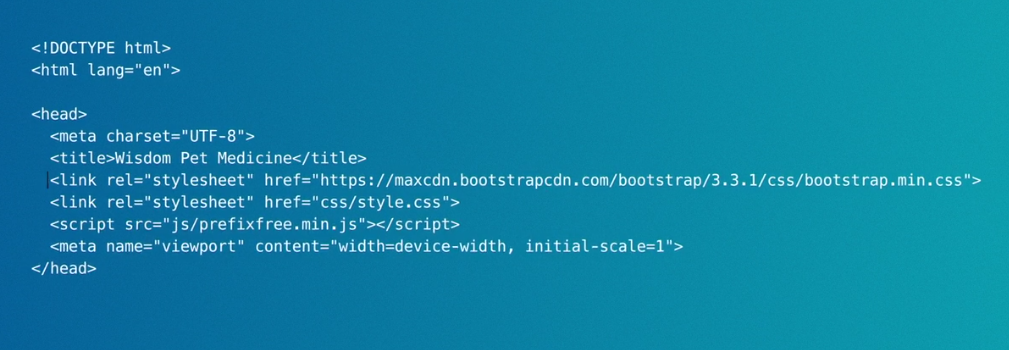 <!DOCTYPE html>
<html lang="en">
<head>
<meta charset="UTF-8">
<title>Wisdom Pet Medicine</title>
<link rel="stylesheet" href="https://maxcdn.bootstrapcdn.com/bootstrap/3.3.1/css/bootstrap.min.css">
<link rel="stylesheet" href="css/style.css">
<script src="js/prefixfree.min.js"></script>
<meta name="viewport" content="width=device-width, initial-scale=1">
</head>